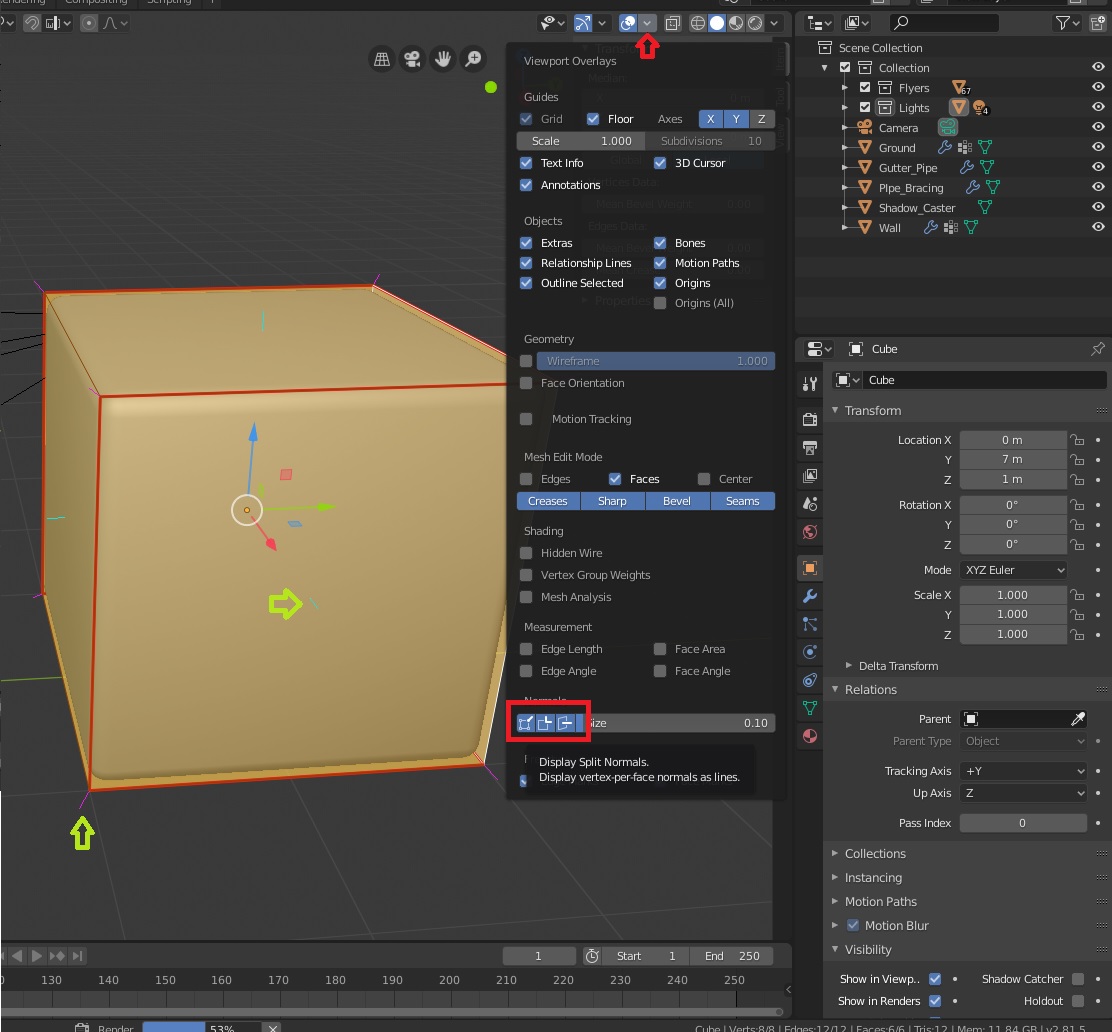 Compositing
Scripting
Viewport Overlays
Guides
Grid
Floor
Axes
X
Y
Z
Scale 1.000
Subdivisions 10
Text Info
3D Cursor
Annotations
Objects
Extras
Bones
Relationship Lines
Motion Paths
Outline Selected
Origins
Origins (All)
Geometry
Wireframe 1.000
Face Orientation
Motion Tracking
Mesh Edit Mode
Edges
Faces
Center
Creases
Sharp
Bevel
Seams
Shading
Hidden Wire
Vertex Group Weights
Mesh Analysis
Measurement
Edge Length
Face Area
Edge Angle
Face Angle
Normals
Size 0.10
Display Split Normals.
Display vertex-per-face normals as lines.
Scene Collection
Collection
Flyers
67
Lights
4
Camera
Ground
Gutter_Pipe
PIpe_Bracing
Shadow_Caster
Wall
Cube
Cube
Transform
Location X 0 m
Y 7 m
Z 1 m
Rotation X 0°
Y 0°
Z 0°
Mode XYZ Euler
Scale X 1.000
Y 1.000
Z 1.000
Delta Transform
Relations
Parent
Parent Type Object
Tracking Axis +Y
Up Axis Z
Pass Index 0
Collections
Instancing
Motion Paths
Motion Blur
Visibility
Show in Viewp..
Shadow Catcher
Show in Renders
Holdout
1
Start 1
End 250
130 140 150 160 170 180 190 200 210 220 230 240 250
Render 53%
Cube | Verts:8/8 | Edges:12/12 | Faces:6/6 | Tris:12 | Mem: 11.84 GB | v2.81.5